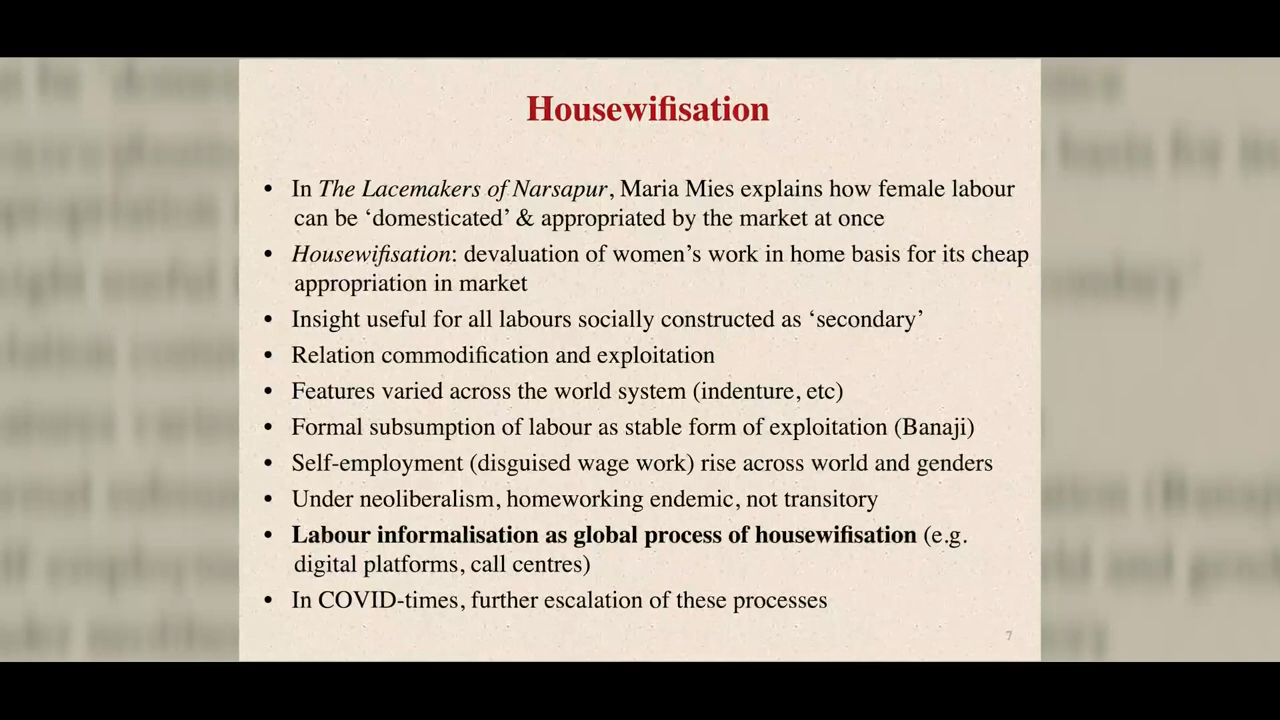 Housewifisation
• In The Lacemakers of Narsapur, Maria Mies explains how female labour
can be ‘domesticated’ & appropriated by the market at once
• Housewifisation: devaluation of women’s work in home basis for its cheap
appropriation in market
• Insight useful for all labours socially constructed as ‘secondary’
• Relation commodification and exploitation
• Features varied across the world system (indenture, etc)
• Formal subsumption of labour as stable form of exploitation (Banaji)
• Self-employment (disguised wage work) rise across world and genders
• Under neoliberalism, homeworking endemic, not transitory
• Labour informalisation as global process of housewifisation (e.g.
digital platforms, call centres)
• In COVID-times, further escalation of these processes
7